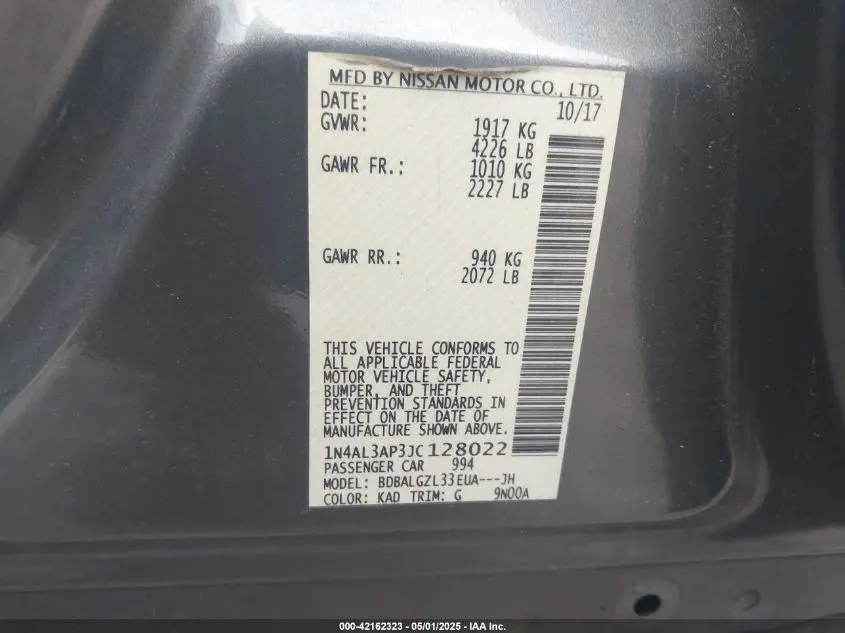 MFD BY NISSAN MOTOR CO., LTD.
DATE: 10/17
GVWR: 1917 KG
4226 LB
GAWR FR.: 1010 KG
2227 LB
GAWR RR.: 940 KG
2072 LB
THIS VEHICLE CONFORMS TO
ALL APPLICABLE FEDERAL
MOTOR VEHICLE SAFETY,
BUMPER, AND THEFT
PREVENTION STANDARDS IN
EFFECT ON THE DATE OF
MANUFACTURE SHOWN ABOVE.
1N4AL3AP3JC128022
PASSENGER CAR 994
MODEL: BDBALGZL33EUA---JH
COLOR: KAD TRIM: G 9N00A
000-42162323 - 05/01/2025 - IAA Inc.